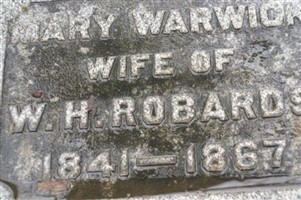 MARY WARWICK
WIFE OF
W. H. ROBARDS
1841 — 1867